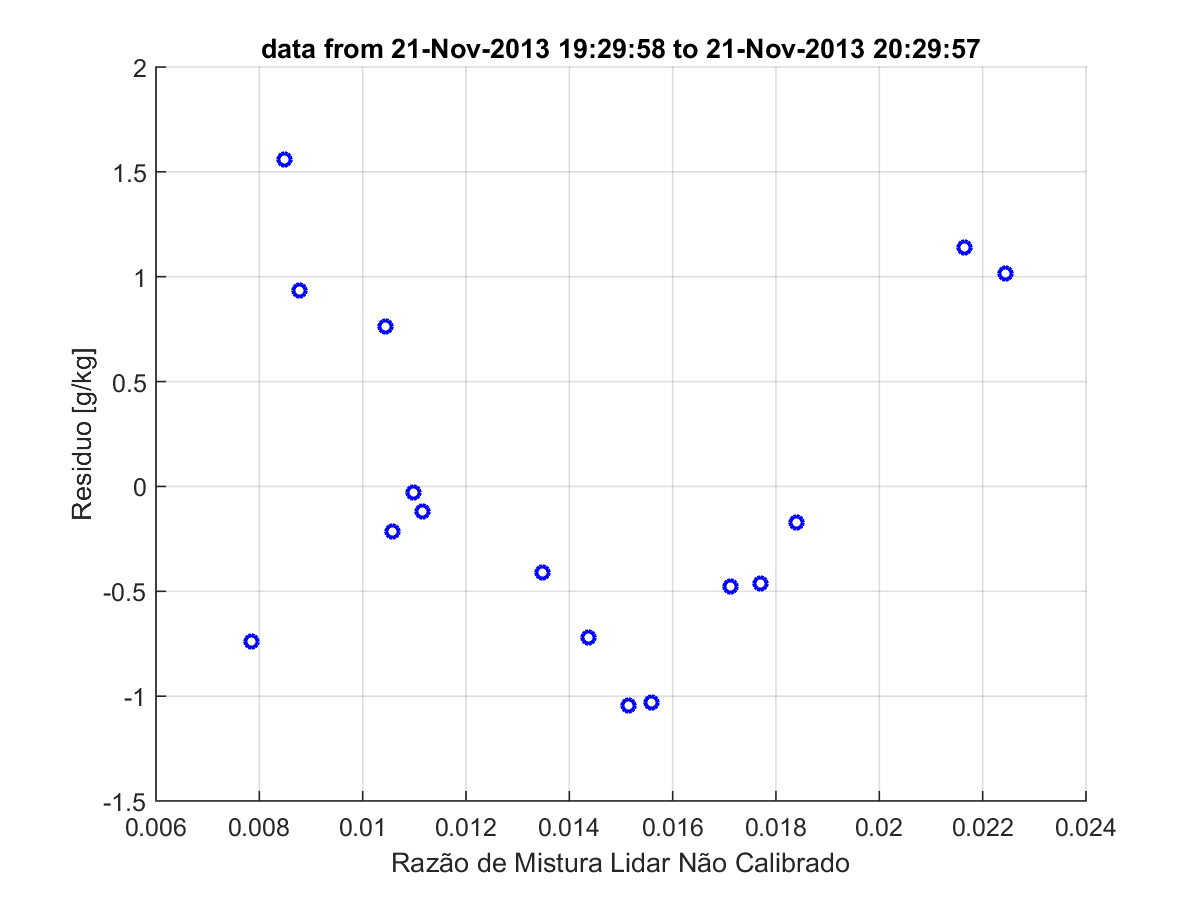 data from 21-Nov-2013 19:29:58 to 21-Nov-2013 20:29:57
2
1.5
1
0.5
0
-0.5
-1
-1.5
Residuo [g/kg]
0.006 0.008 0.01 0.012 0.014 0.016 0.018 0.02 0.022 0.024
Razão de Mistura Lidar Não Calibrado